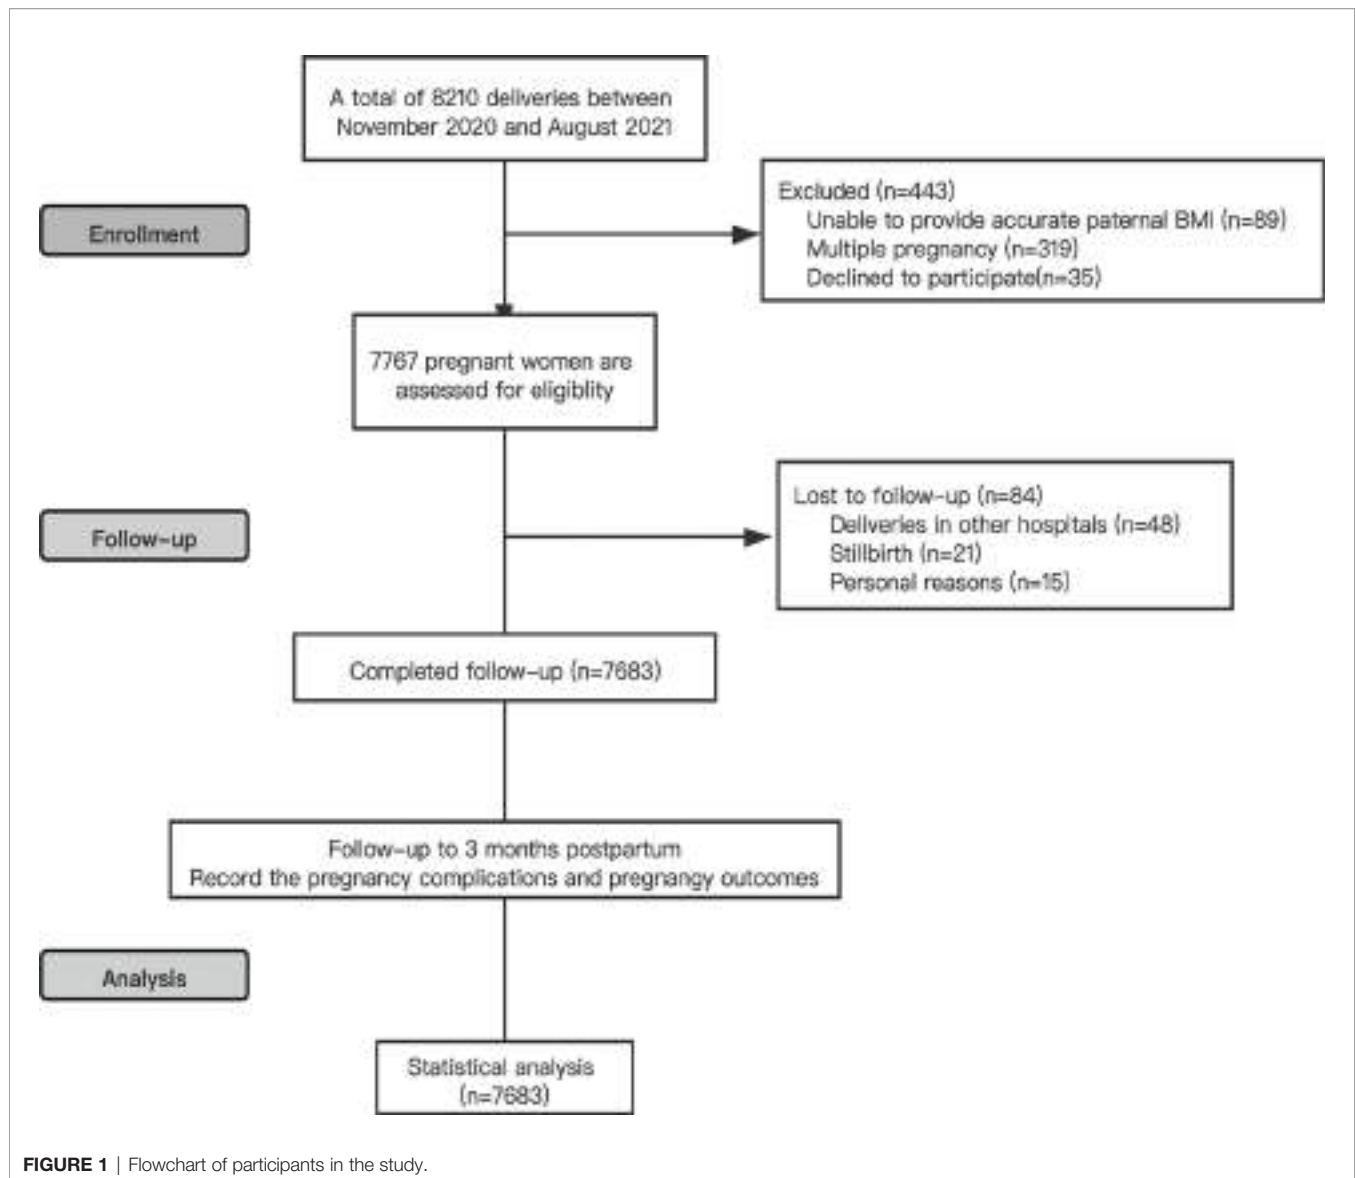 A total of 8210 deliveries between
November 2020 and August 2021
Excluded (n=443)
Unable to provide accurate paternal BMI (n=89)
Multiple pregnancy (n=319)
Declined to participate(n=35)
Enrollment
7767 pregnant women are
assessed for eligiblity
Lost to follow-up (n=84)
Deliveries in other hospitals (n=48)
Stillbirth (n=21)
Personal reasons (n=15)
Follow-up
Completed follow-up (n=7683)
Follow-up to 3 months postpartum
Record the pregnancy complications and pregnangy outcomes
Analysis
Statistical analysis
(n=7683)
FIGURE 1 | Flowchart of participants in the study.